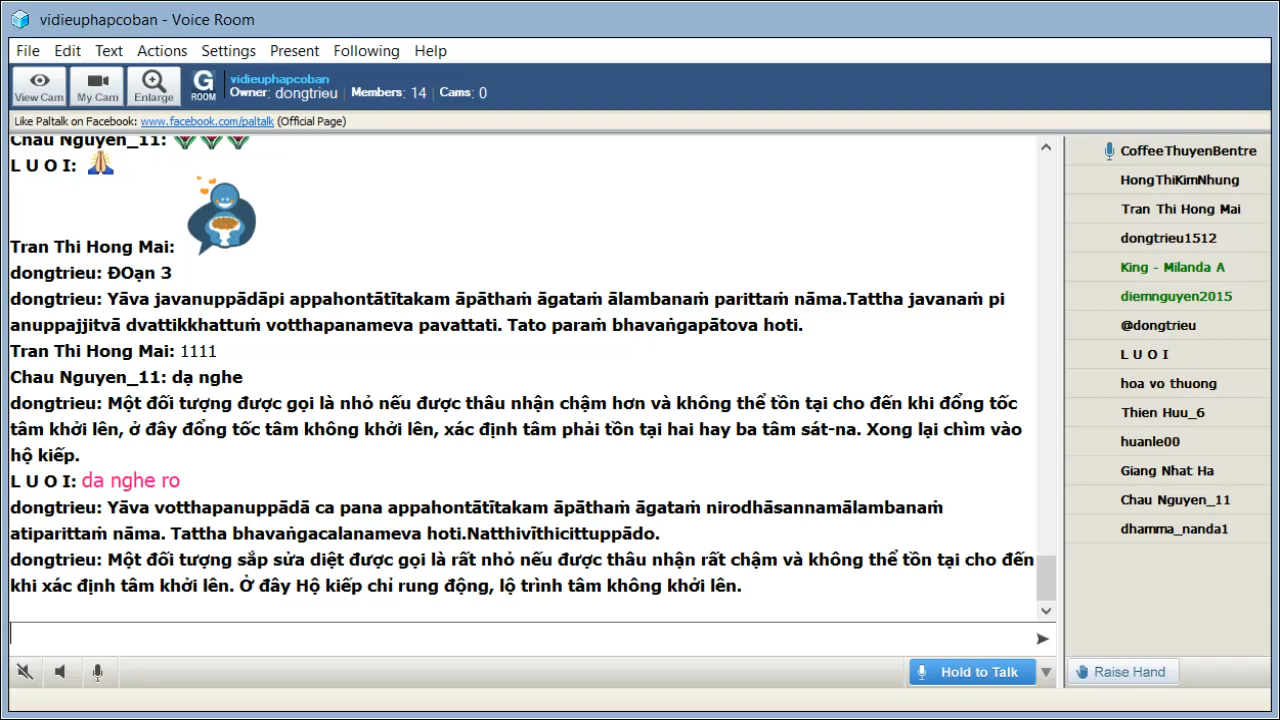 vidieuphapcoban - Voice Room
File Edit Text Actions Settings Present Following Help
View Cam My Cam Enlarge G ROOM vidieuphapcoban
Owner: dongtrieu | Members: 14 | Cams: 0
Like Paltalk on Facebook: www.facebook.com/paltalk (Official Page)
Chau Nguyen_11:
L U O I:
Tran Thi Hong Mai:
dongtrieu: ĐOạn 3
dongtrieu: Yāva javanuppādāpi appahontātītakam āpāthaṁ āgataṁ ālambanaṁ parittaṁ nāma.Tattha javanaṁ pi
anuppajjitvā dvattikkhattuṁ votthapanameva pavattati. Tato paraṁ bhavaṅgapātova hoti.
Tran Thi Hong Mai: 1111
Chau Nguyen_11: dạ nghe
dongtrieu: Một đối tượng được gọi là nhỏ nếu được thâu nhận chậm hơn và không thể tồn tại cho đến khi đổng tốc
tâm khởi lên, ở đây đổng tốc tâm không khởi lên, xác định tâm phải tồn tại hai hay ba tâm sát-na. Xong lại chìm vào
hộ kiếp.
L U O I: da nghe ro
dongtrieu: Yāva votthapanuppādā ca pana appahontātītakam āpāthaṁ āgataṁ nirodhāsannamālambanaṁ
atiparittaṁ nāma. Tattha bhavaṅgacalanameva hoti.Natthivīthicittuppādo.
dongtrieu: Một đối tượng sắp sửa diệt được gọi là rất nhỏ nếu được thâu nhận rất chậm và không thể tồn tại cho đến
khi xác định tâm khởi lên. Ở đây Hộ kiếp chỉ rung động, lộ trình tâm không khởi lên.
CoffeeThuyenBentre
HongThiKimNhung
Tran Thi Hong Mai
dongtrieu1512
King - Milanda A
diemnguyen2015
@dongtrieu
L U O I
hoa vo thuong
Thien Huu_6
huanle00
Giang Nhat Ha
Chau Nguyen_11
dhamma_nanda1
Hold to Talk
Raise Hand